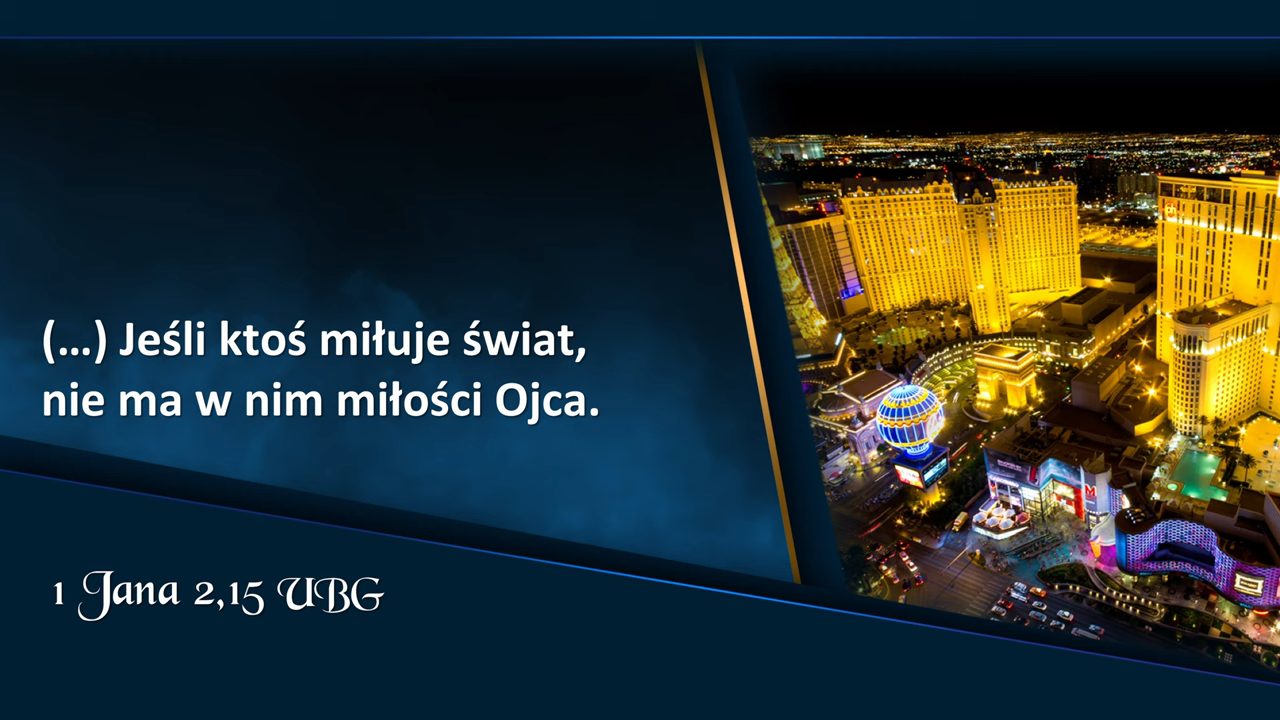 (...) Jeśli ktoś miłuje świat,
nie ma w nim miłości Ojca.
1 Jana 2,15 UBG